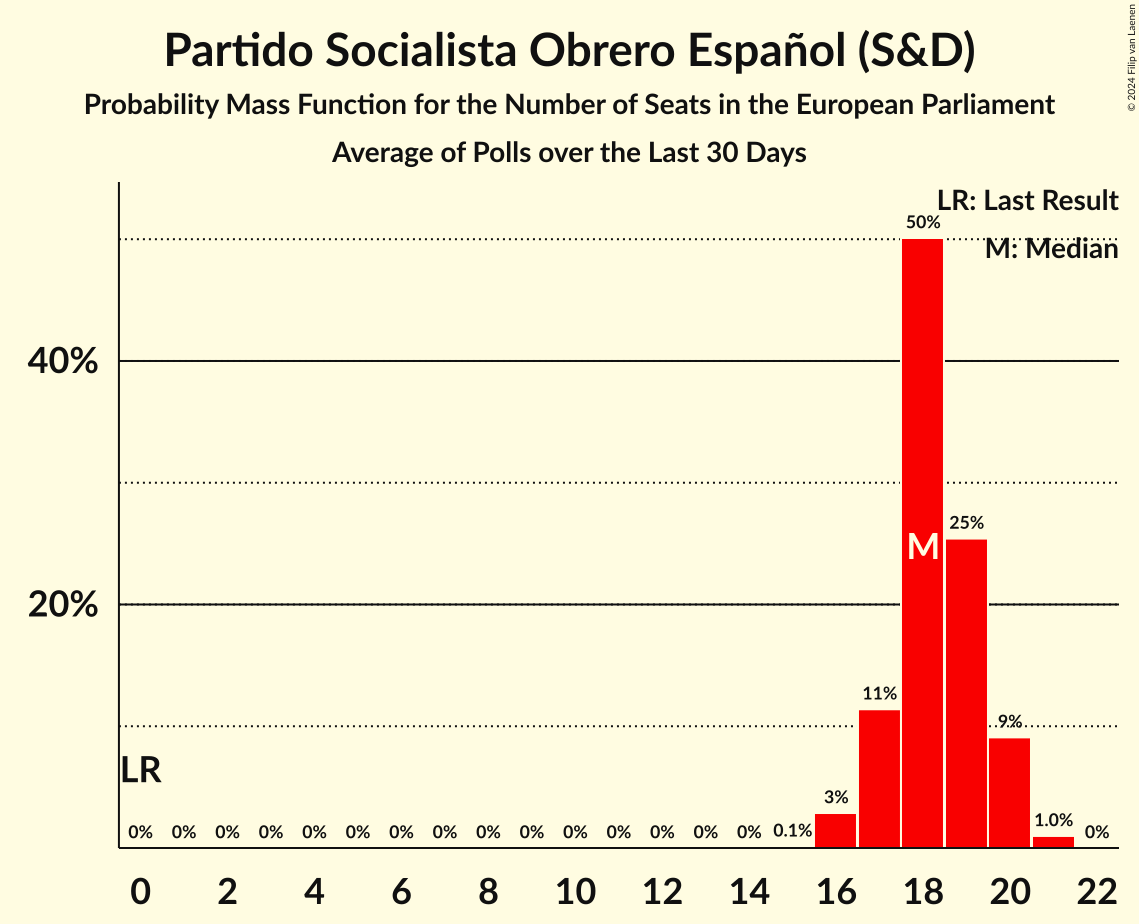 Partido Socialista Obrero Español (S&D)
Probability Mass Function for the Number of Seats in the European Parliament
Average of Polls over the Last 30 Days
© 2024 Filip van Laenen
LR: Last Result
M: Median
50%
40%
25%
M
20%
11%
9%
LR
3%
1.0%
0% 0% 0% 0% 0% 0% 0% 0% 0% 0% 0% 0% 0% 0% 0% 0.1% 0%
0 2 4 6 8 10 12 14 16 18 20 22